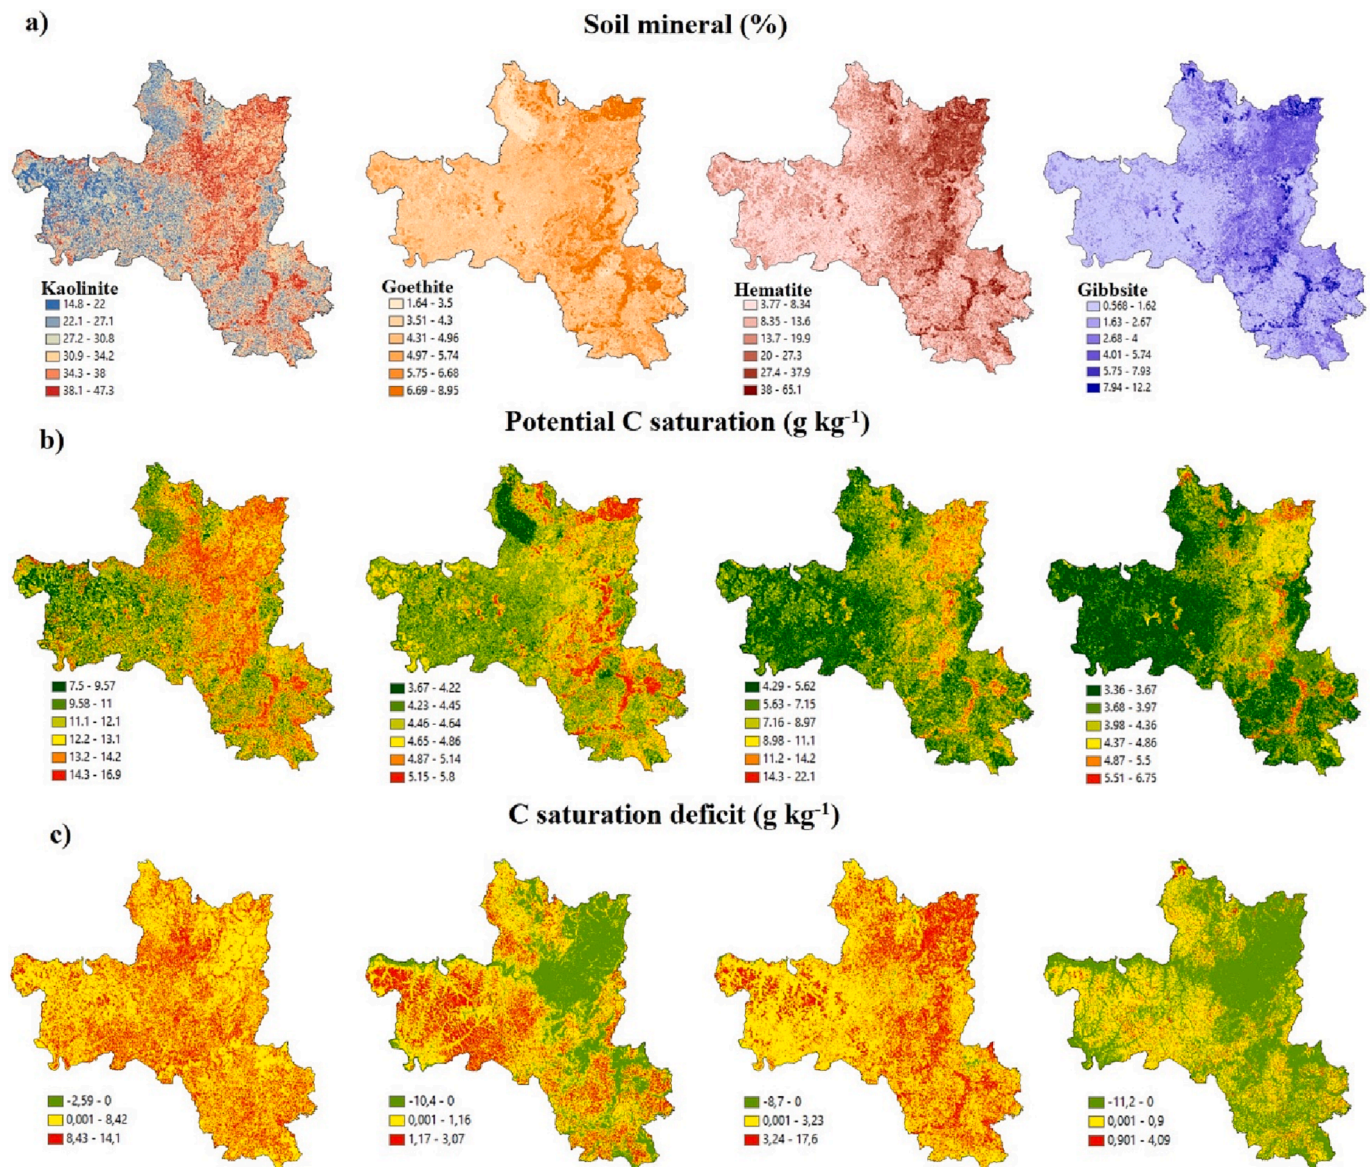 a)
Soil mineral (%)
Kaolinite
14.8 - 22
22.1 - 27.1
27.2 - 30.8
30.9 - 34.2
34.3 - 38
38.1 - 47.3
Goethite
1.64 - 3.5
3.51 - 4.3
4.31 - 4.96
4.97 - 5.74
5.75 - 6.68
6.69 - 8.95
Hematite
3.77 - 8.34
8.35 - 13.6
13.7 - 19.9
20 - 27.3
27.4 - 37.9
38 - 65.1
Gibbsite
0.568 - 1.62
1.63 - 2.67
2.68 - 4
4.01 - 5.74
5.75 - 7.93
7.94 - 12.2
b)
Potential C saturation (g kg⁻¹)
7.5 - 9.57
9.58 - 11
11.1 - 12.1
12.2 - 13.1
13.2 - 14.2
14.3 - 16.9
3.67 - 4.22
4.23 - 4.45
4.46 - 4.64
4.65 - 4.86
4.87 - 5.14
5.15 - 5.8
4.29 - 5.62
5.63 - 7.15
7.16 - 8.97
8.98 - 11.1
11.2 - 14.2
14.3 - 22.1
3.36 - 3.67
3.68 - 3.97
3.98 - 4.36
4.37 - 4.86
4.87 - 5.5
5.51 - 6.75
c)
C saturation deficit (g kg⁻¹)
-2,59 - 0
0,001 - 8,42
8,43 - 14,1
-10,4 - 0
0,001 - 1,16
1,17 - 3,07
-8,7 - 0
0,001 - 3,23
3,24 - 17,6
-11,2 - 0
0,001 - 0,9
0,901 - 4,09